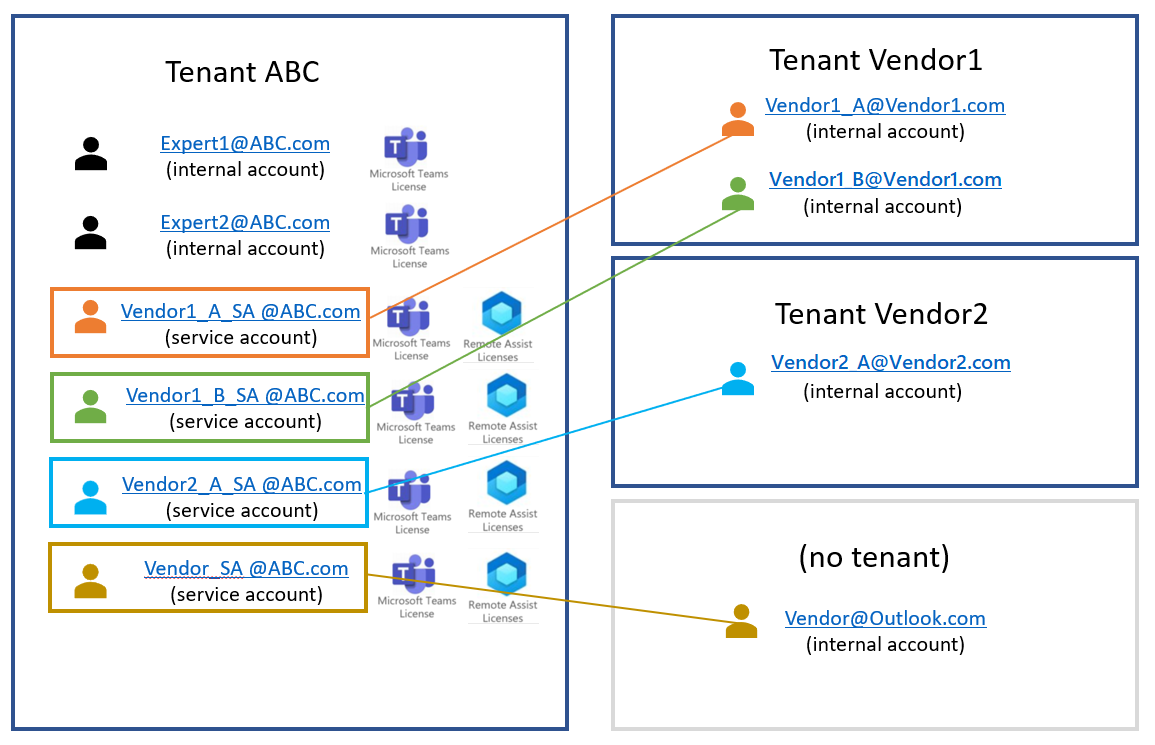 Tenant ABC
Expert1@ABC.com
(internal account)
Microsoft Teams
License
Expert2@ABC.com
(internal account)
Microsoft Teams
License
Vendor1_A_SA @ABC.com
(service account)
Microsoft Teams
License
Remote Assist
Licenses
Vendor1_B_SA @ABC.com
(service account)
Microsoft Teams
License
Remote Assist
Licenses
Vendor2_A_SA @ABC.com
(service account)
Microsoft Teams
License
Remote Assist
Licenses
Vendor_SA @ABC.com
(service account)
Microsoft Teams
License
Remote Assist
Licenses
Tenant Vendor1
Vendor1_A@Vendor1.com
(internal account)
Vendor1_B@Vendor1.com
(internal account)
Tenant Vendor2
Vendor2_A@Vendor2.com
(internal account)
(no tenant)
Vendor@Outlook.com
(internal account)